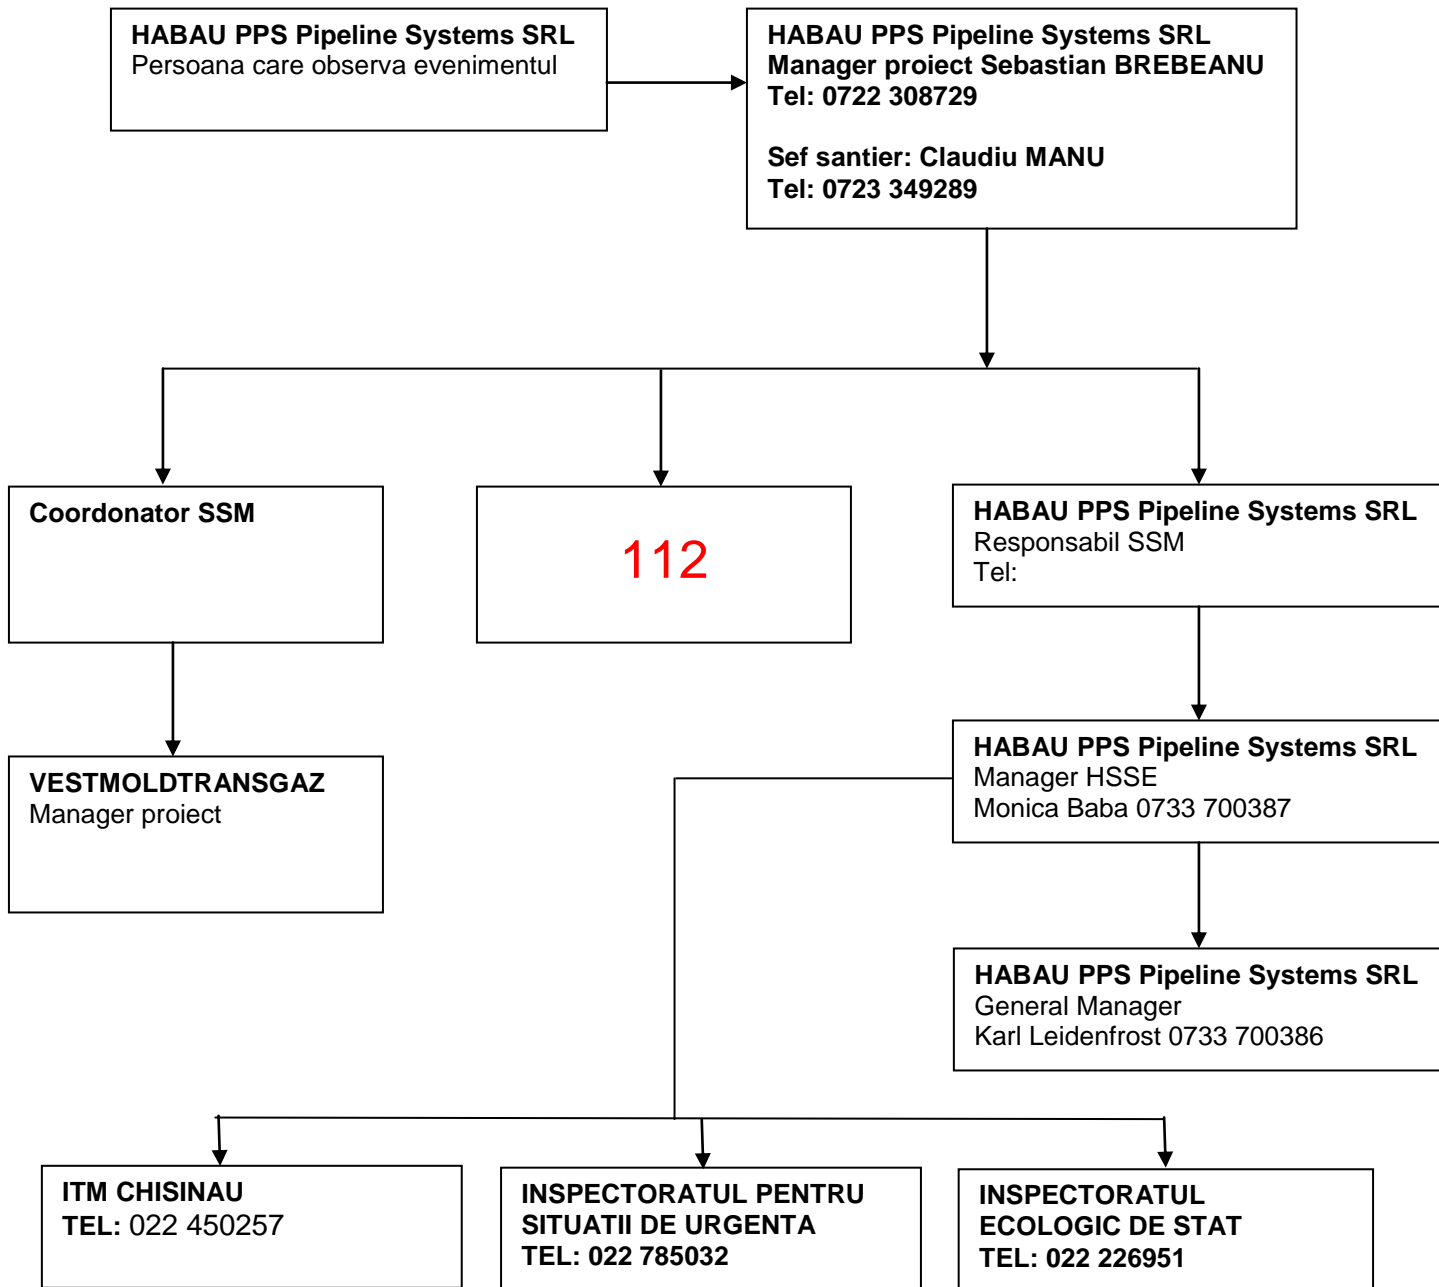 HABAU PPS Pipeline Systems SRL
Persoana care observa evenimentul
HABAU PPS Pipeline Systems SRL
Manager proiect Sebastian BREBEANU
Tel: 0722 308729
Sef santier: Claudiu MANU
Tel: 0723 349289
Coordonator SSM
112
HABAU PPS Pipeline Systems SRL
Responsabil SSM
Tel:
VESTMOLDTRANSGAZ
Manager proiect
HABAU PPS Pipeline Systems SRL
Manager HSSE
Monica Baba 0733 700387
HABAU PPS Pipeline Systems SRL
General Manager
Karl Leidenfrost 0733 700386
ITM CHISINAU
TEL: 022 450257
INSPECTORATUL PENTRU
SITUATII DE URGENTA
TEL: 022 785032
INSPECTORATUL
ECOLOGIC DE STAT
TEL: 022 226951